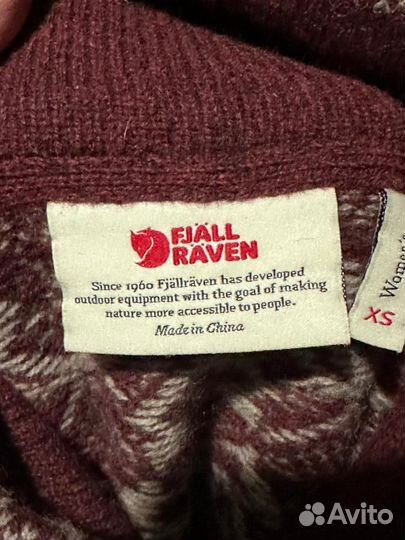 FJÄLL
RÄVEN
Since 1960 Fjällräven has developed
outdoor equipment with the goal of making
nature more accessible to people.
Made in China
Women's
XS
Avito